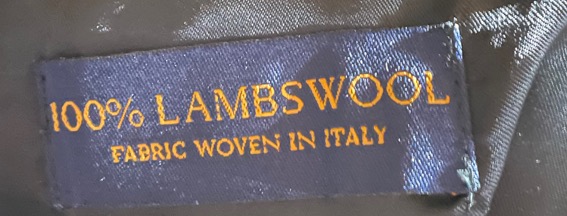 100% LAMBSWOOL
FABRIC WOVEN IN ITALY